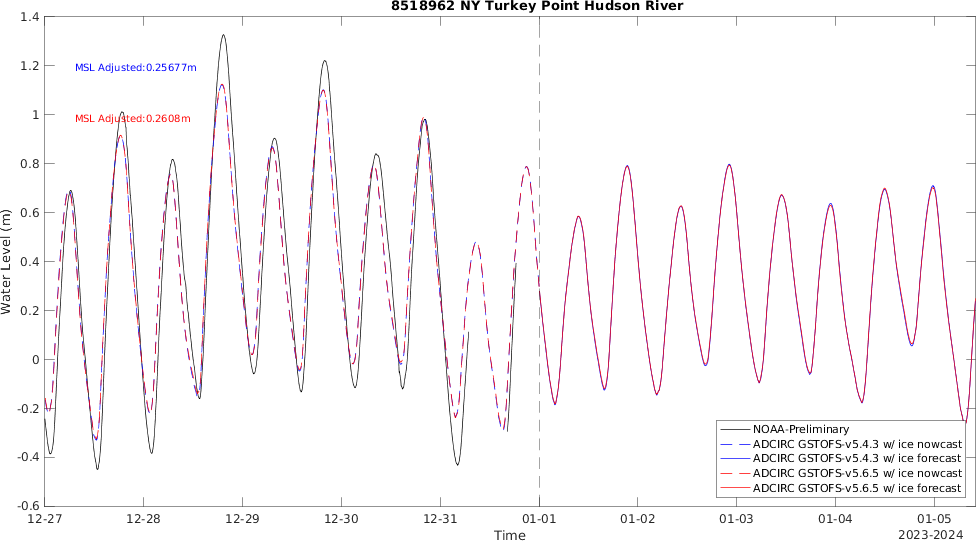 8518962 NY Turkey Point Hudson River
1.4
1.2
1
0.8
0.6
0.4
0.2
0
-0.2
-0.4
-0.6
Water Level (m)
MSL Adjusted:0.25677m
MSL Adjusted:0.2608m
NOAA-Preliminary
ADCIRC GSTOFS-v5.4.3 w/ ice nowcast
ADCIRC GSTOFS-v5.4.3 w/ ice forecast
ADCIRC GSTOFS-v5.6.5 w/ ice nowcast
ADCIRC GSTOFS-v5.6.5 w/ ice forecast
12-27 12-28 12-29 12-30 12-31 01-01 01-02 01-03 01-04 01-05
2023-2024
Time